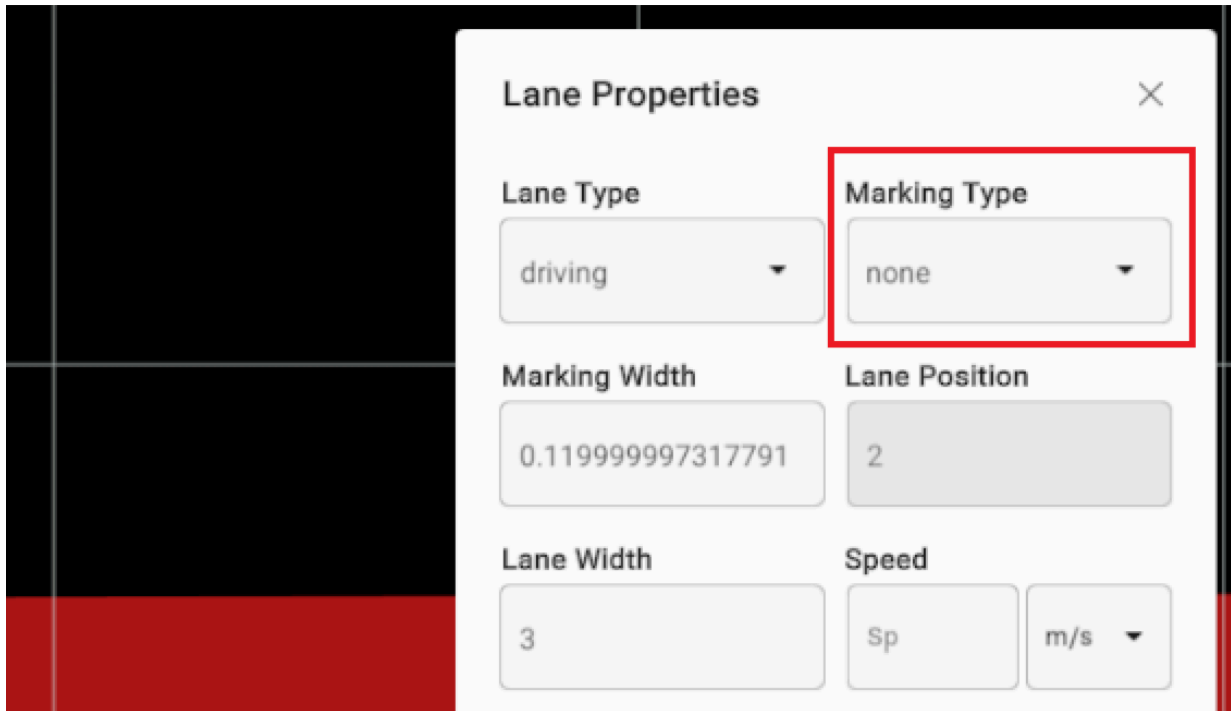 Lane Properties
Lane Type
Marking Type
driving
none
Marking Width
Lane Position
0.119999997317791
2
Lane Width
Speed
3
Sp
m/s